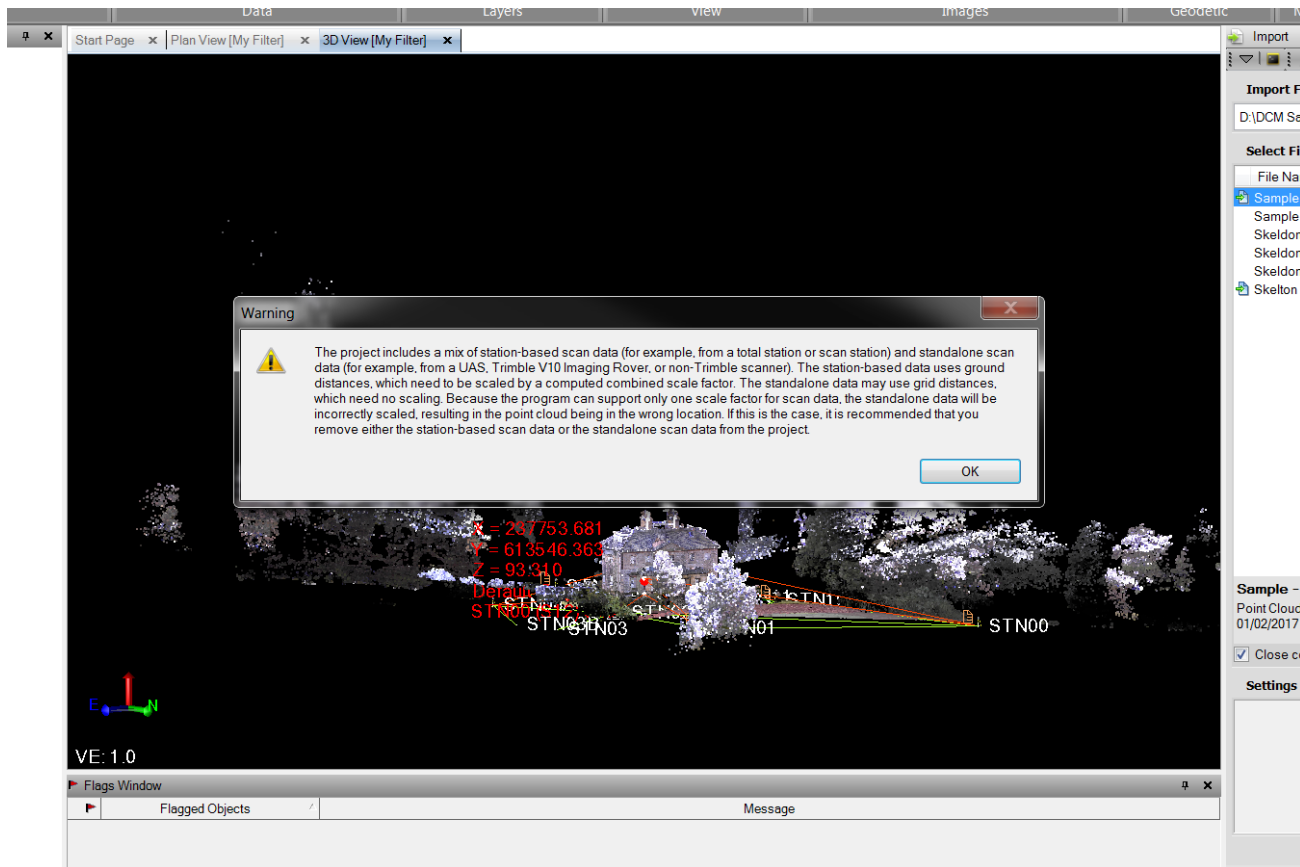 Data Layers View Images Geodetic
Start Page Plan View [My Filter] 3D View [My Filter]
Import
Import F
D:\DCM Sa
Select Fi
File Na
Sample
Sample
Skeldon
Skeldon
Skeldon
Skelton
Warning
The project includes a mix of station-based scan data (for example, from a total station or scan station) and standalone scan
data (for example, from a UAS, Trimble V10 Imaging Rover, or non-Trimble scanner). The station-based data uses ground
distances, which need to be scaled by a computed combined scale factor. The standalone data may use grid distances,
which need no scaling. Because the program can support only one scale factor for scan data, the standalone data will be
incorrectly scaled, resulting in the point cloud being in the wrong location. If this is the case, it is recommended that you
remove either the station-based scan data or the standalone scan data from the project.
OK
X = 237753.681
Y = 613546.363
Z = 93.310
Default
STN03B
STN03
STN00
E N
VE: 1.0
Sample -
Point Clou
01/02/2017
Close c
Settings
Flags Window
Flagged Objects Message